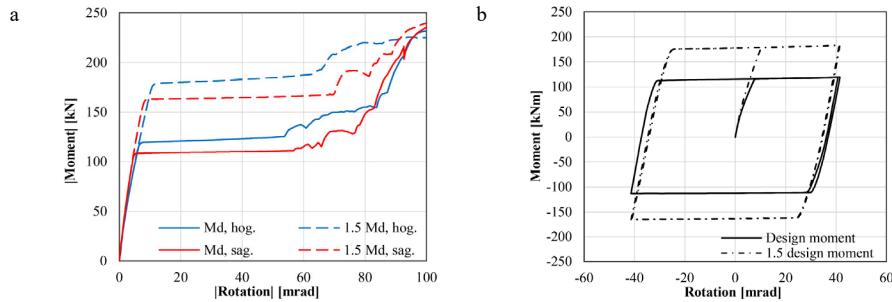 a
|Moment| [kN]
250
200
150
100
50
0
0 20 40 60 80 100
|Rotation| [mrad]
Md, hog.
1.5 Md, hog.
Md, sag.
1.5 Md, sag.
b
Moment [kNm]
250
200
150
100
50
0
-50
-100
-150
-200
-250
-60 -40 -20 0 20 40 60
Rotation [mrad]
Design moment
1.5 design moment